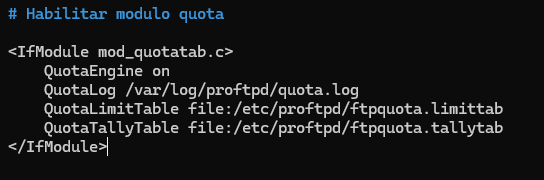 # Habilitar modulo quota
<IfModule mod_quotatab.c>
QuotaEngine on
QuotaLog /var/log/proftpd/quota.log
QuotaLimitTable file:/etc/proftpd/ftpquota.limittab
QuotaTallyTable file:/etc/proftpd/ftpquota.tallytab
</IfModule>